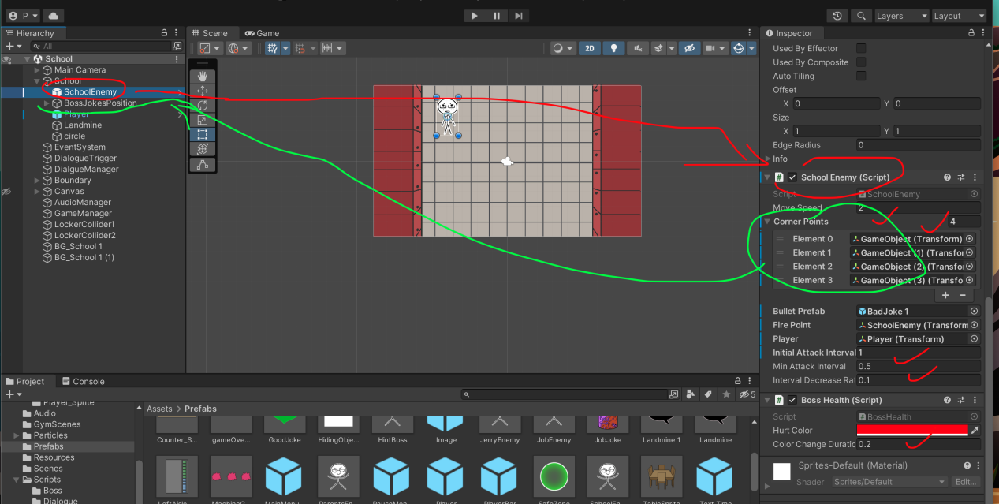 P
Layers
Layout
Hierarchy
All
School
Main Camera
School
SchoolEnemy
BossJokesPosition
Player
Landmine
circle
EventSystem
DialogueTrigger
DialgueManager
Boundary
Canvas
AudioManager
GameManager
LockerCollider1
LockerCollider2
BG_School 1
BG_School 1 (1)
Scene
Game
2D
Inspector
Used By Effector
Used By Composite
Auto Tiling
Offset
X 0 Y 0
Size
X 1 Y 1
Edge Radius 0
Info
School Enemy (Script)
Script SchoolEnemy
Move Speed 2
Corner Points 4
Element 0 GameObject (Transform)
Element 1 GameObject (1) (Transfo
Element 2 GameObject (2) (Transfo
Element 3 GameObject (3) (Transfo
+ −
Bullet Prefab BadJoke 1
Fire Point SchoolEnemy (Transform
Player Player (Transform)
Initial Attack Interval 1
Min Attack Interval 0.5
Interval Decrease Rat 0.1
Boss Health (Script)
Script BossHealth
Hurt Color
Color Change Duratio 0.2
Sprites-Default (Material)
Shader Sprites/Default Edit...
Project
Console
5
Player_Sprite
Audio
GymScenes
Particles
Prefabs
Resources
Scenes
Scripts
Boss
Dialogue
Assets > Prefabs
Counter_S...
gameOve...
GoodJoke
HidingObje...
HintBoss
Image
JerryEnemy
JobEnemy
JobJoke
Landmine 1
Landmine
LeftAisle
MachineG
MainMenu
ParentsEn
PauseMan
Player
PlayerBar
SafeZone
SchoolEn
TableSprite
Text Time